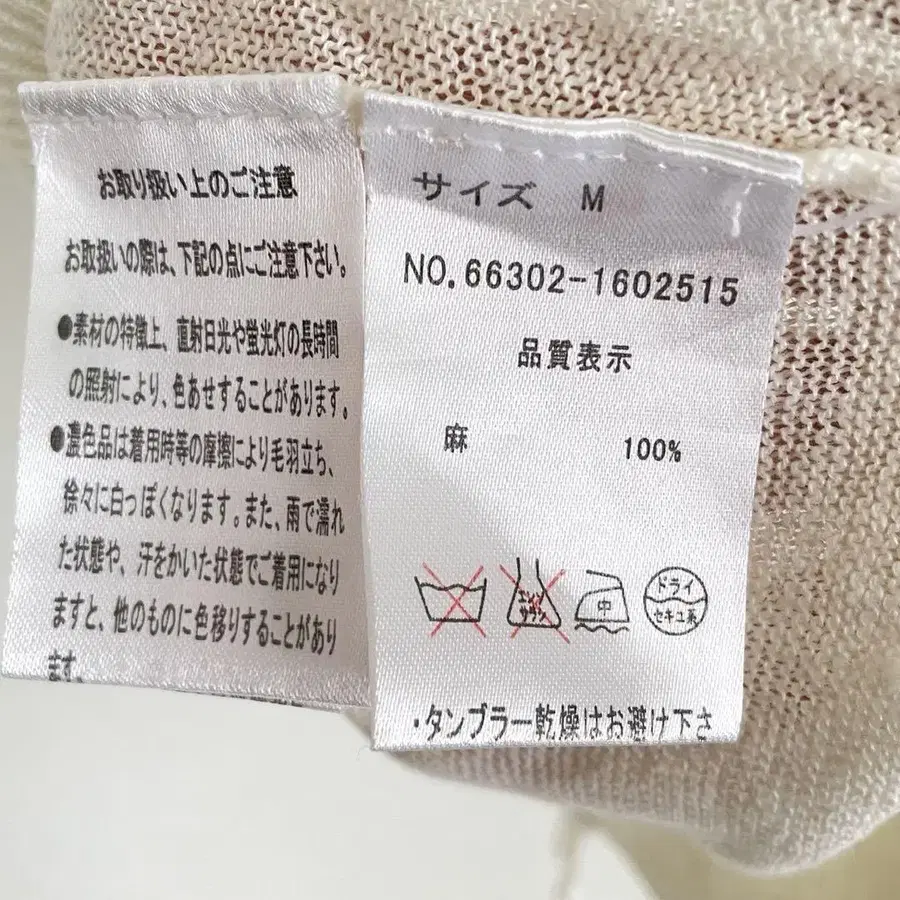 お取り扱い上のご注意
お取扱いの際は、下記の点にご注意下さい。
●素材の特徴上、直射日光や蛍光灯の長時間
の照射により、色あせすることがあります。
●濃色品は着用時等の摩擦により毛羽立ち、
徐々に白っぽくなります。また、雨で濡れ
た状態や、汗をかいた状態でご着用になり
ますと、他のものに色移りすることがあり
ます。
サイズ M
NO.66302-1602515
品質表示
麻 100%
エンソ サラシ 中 ドライ
セキユ系
・タンブラー乾燥はお避け下さ